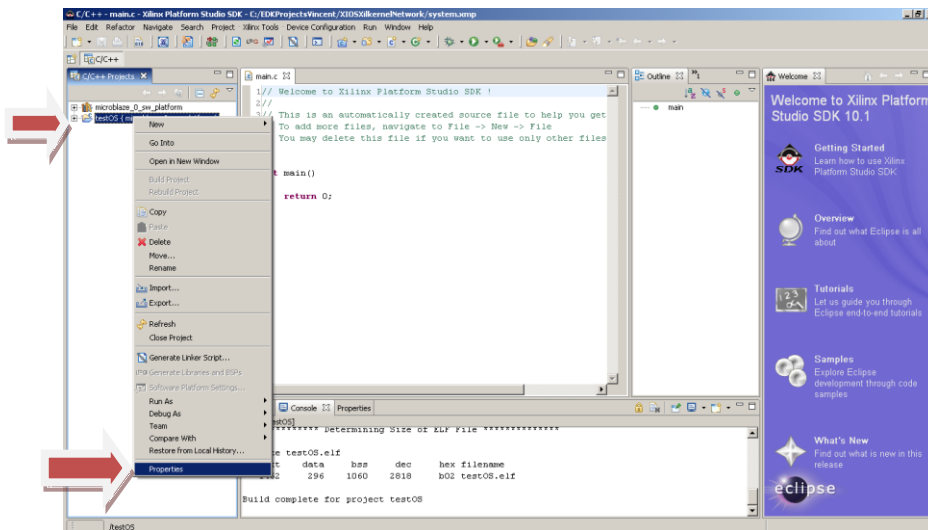 C/C++ - main.c - Xilinx Platform Studio SDK - C:/EDKProjectsVincent/XIOSXilkernelNetwork/system.xmp
File Edit Refactor Navigate Search Project Xilinx Tools Device Configuration Run Window Help
C/C++
C/C++ Projects
microblaze_0_sw_platform
testOS
New
Go Into
Open in New Window
Build Project
Rebuild Project
Copy
Paste
Delete
Move...
Rename
Import...
Export...
Refresh
Close Project
Generate Linker Script...
Generate Libraries and BSPs
Software Platform Settings...
Run As
Debug As
Team
Compare With
Restore from Local History...
Properties
main.c
1// Welcome to Xilinx Platform Studio SDK !
2//
3// This is an automatically created source file to help you get
To add more files, navigate to File -> New -> File
You may delete this file if you want to use only other files
t main()
return 0;
Console
Properties
estOS]
********* Determining Size of ELF File **************
testOS.elf
data bss dec hex filename
296 1060 2818 b02 testOS.elf
Build complete for project testOS
Outline
main
Welcome
Welcome to Xilinx Platform
Studio SDK 10.1
SDK
Getting Started
Learn how to use Xilinx
Platform Studio SDK
Overview
Find out what Eclipse is all
about
Tutorials
Let us guide you through
Eclipse end-to-end tutorials
Samples
Explore Eclipse
development through code
samples
What's New
Find out what is new in this
release
eclipse
/testOS